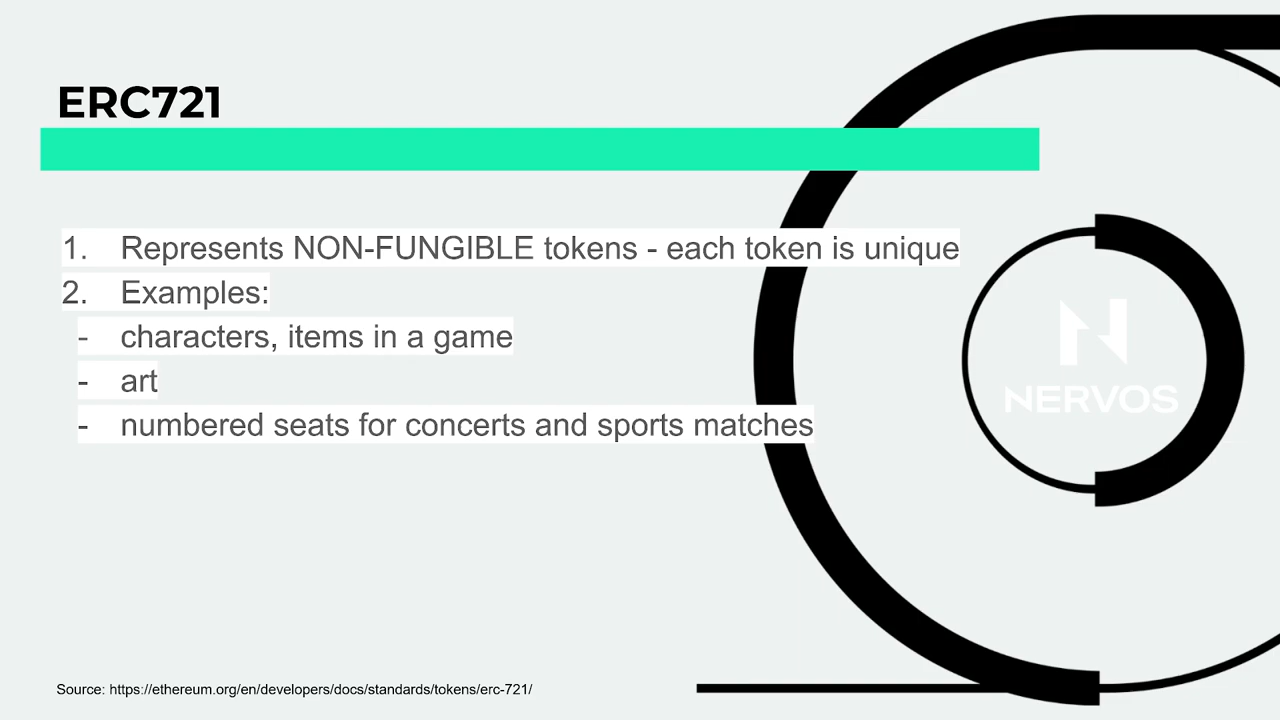 ERC721
1. Represents NON-FUNGIBLE tokens - each token is unique
2. Examples:
- characters, items in a game
- art
- numbered seats for concerts and sports matches
NERVOS
Source: https://ethereum.org/en/developers/docs/standards/tokens/erc-721/